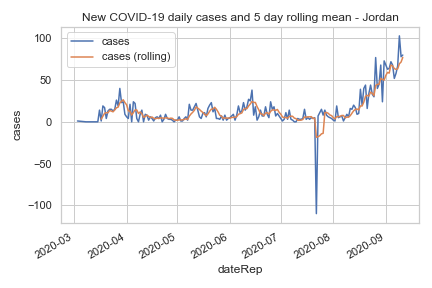 New COVID-19 daily cases and 5 day rolling mean - Jordan
cases
cases (rolling)
100
50
0
−50
−100
cases
2020-03
2020-04
2020-05
2020-06
2020-07
2020-08
2020-09
dateRep